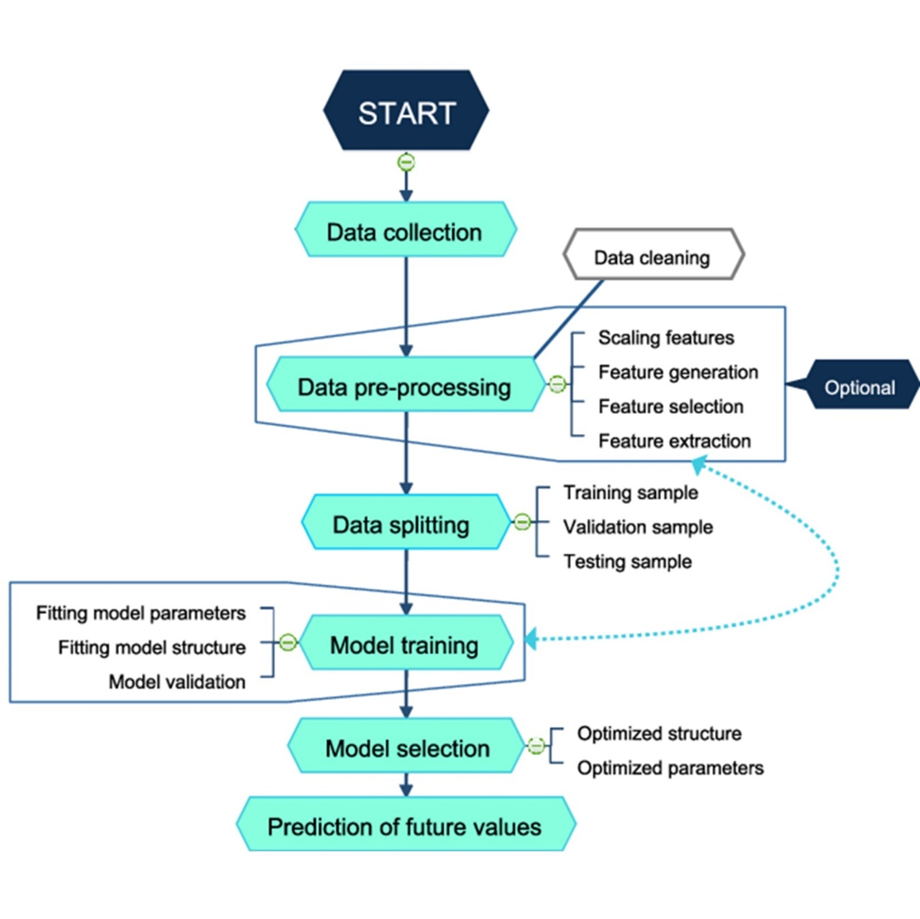 START
Data collection
Data cleaning
Data pre-processing
Scaling features
Feature generation
Feature selection
Feature extraction
Optional
Data splitting
Training sample
Validation sample
Testing sample
Fitting model parameters
Fitting model structure
Model validation
Model training
Model selection
Optimized structure
Optimized parameters
Prediction of future values